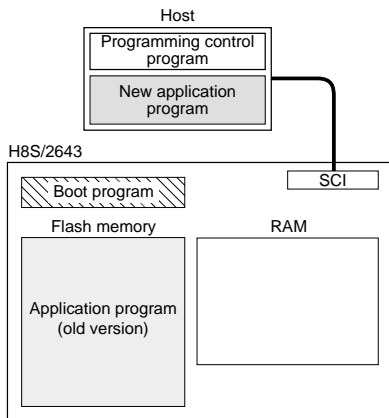 Host
Programming control
program
New application
program
H8S/2643
SCI
Boot program
Flash memory
RAM
Application program
(old version)